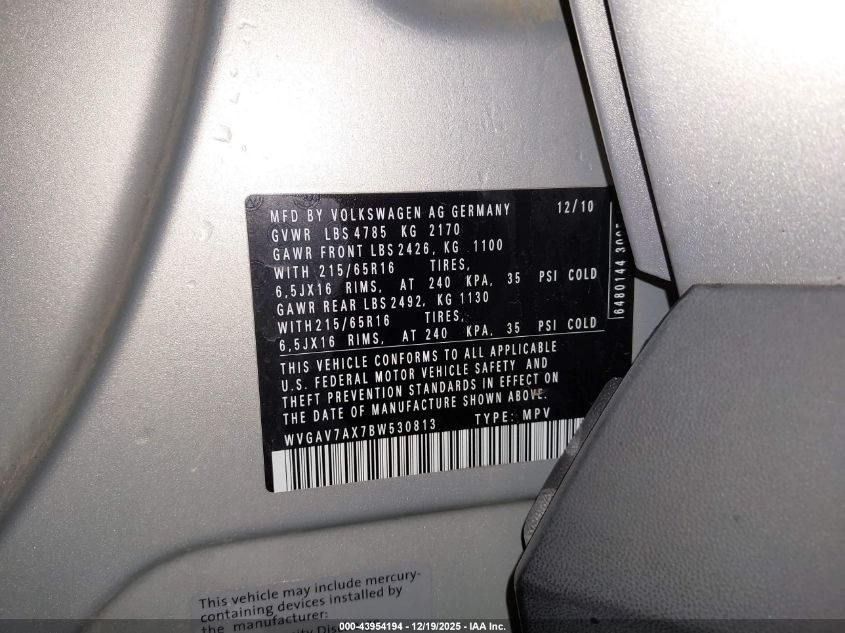 MFD BY VOLKSWAGEN AG GERMANY 12/10
GVWR LBS 4785 KG 2170
GAWR FRONT LBS 2426, KG 1100
WITH 215/65R16 TIRES,
6,5JX16 RIMS, AT 240 KPA, 35 PSI COLD
GAWR REAR LBS 2492, KG 1130
WITH215/65R16 TIRES,
6,5JX16 RIMS, AT 240 KPA, 35 PSI COLD
THIS VEHICLE CONFORMS TO ALL APPLICABLE
U.S. FEDERAL MOTOR VEHICLE SAFETY AND
THEFT PREVENTION STANDARDS IN EFFECT ON
THE DATE OF MANUFACTURE SHOWN ABOVE.
WVGAV7AX7BW530813 TYPE: MPV
6480144
This vehicle may include mercury-
containing devices installed by
the manufacturer:
000-43954194 - 12/19/2025 - IAA Inc.